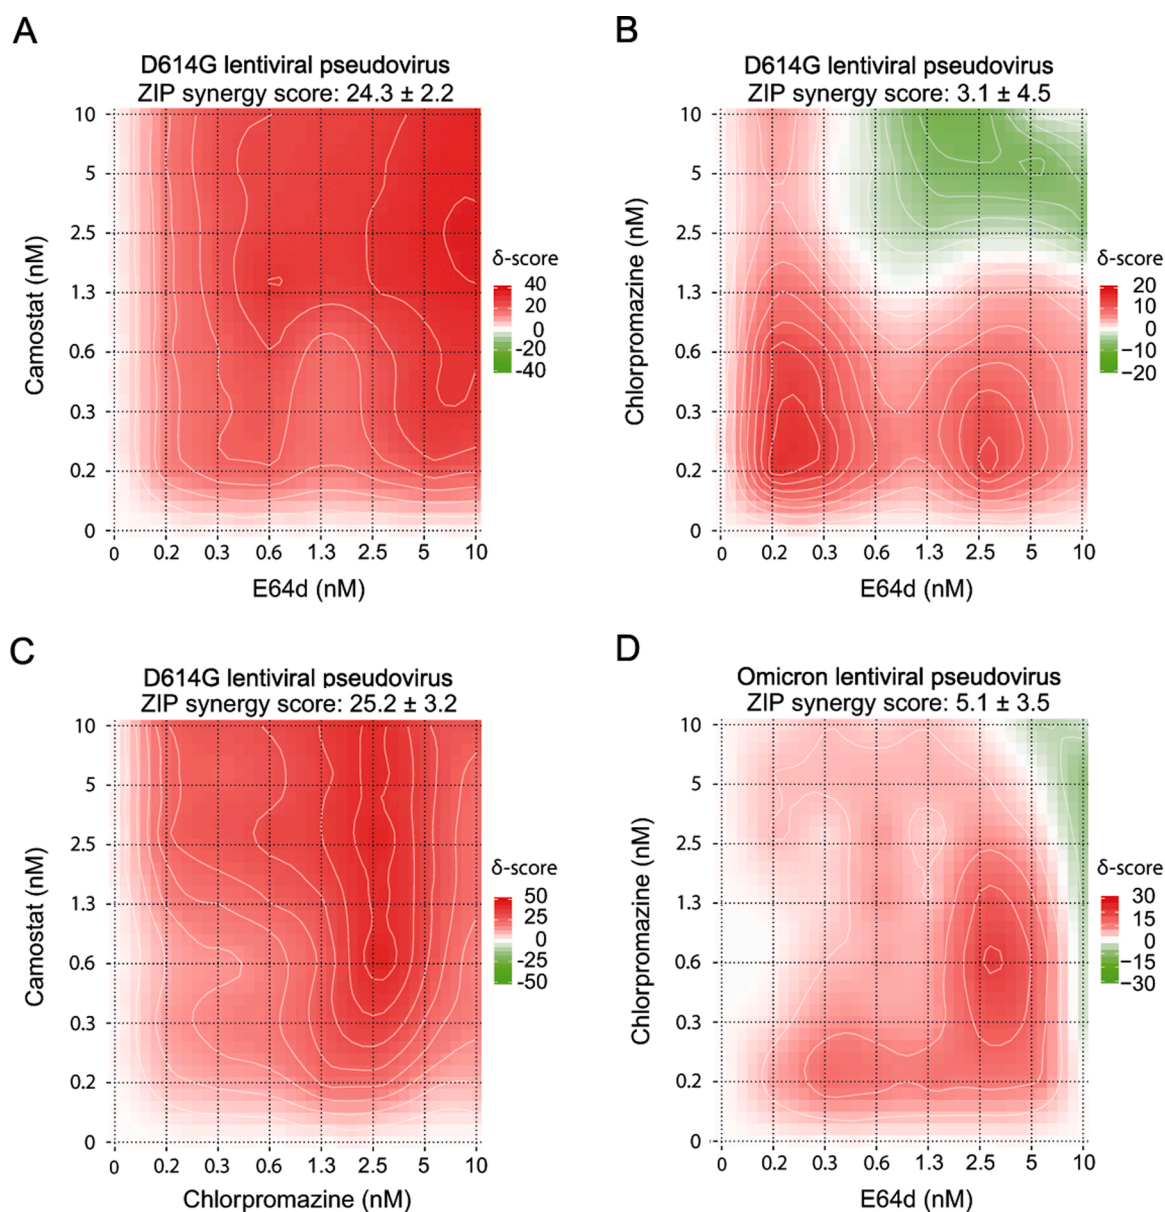 A
D614G lentiviral pseudovirus
ZIP synergy score: 24.3 ± 2.2
Camostat (nM)
10
5
2.5
1.3
0.6
0.3
0.2
0
0 0.2 0.3 0.6 1.3 2.5 5 10
E64d (nM)
δ-score
40
20
0
-20
-40
B
D614G lentiviral pseudovirus
ZIP synergy score: 3.1 ± 4.5
Chlorpromazine (nM)
10
5
2.5
1.3
0.6
0.3
0.2
0
0 0.2 0.3 0.6 1.3 2.5 5 10
E64d (nM)
δ-score
20
10
0
−10
−20
C
D614G lentiviral pseudovirus
ZIP synergy score: 25.2 ± 3.2
Camostat (nM)
10
5
2.5
1.3
0.6
0.3
0.2
0
0 0.2 0.3 0.6 1.3 2.5 5 10
Chlorpromazine (nM)
δ-score
50
25
0
-25
-50
D
Omicron lentiviral pseudovirus
ZIP synergy score: 5.1 ± 3.5
Chlorpromazine (nM)
10
5
2.5
1.3
0.6
0.3
0.2
0
0 0.2 0.3 0.6 1.3 2.5 5 10
E64d (nM)
δ-score
30
15
0
−15
−30